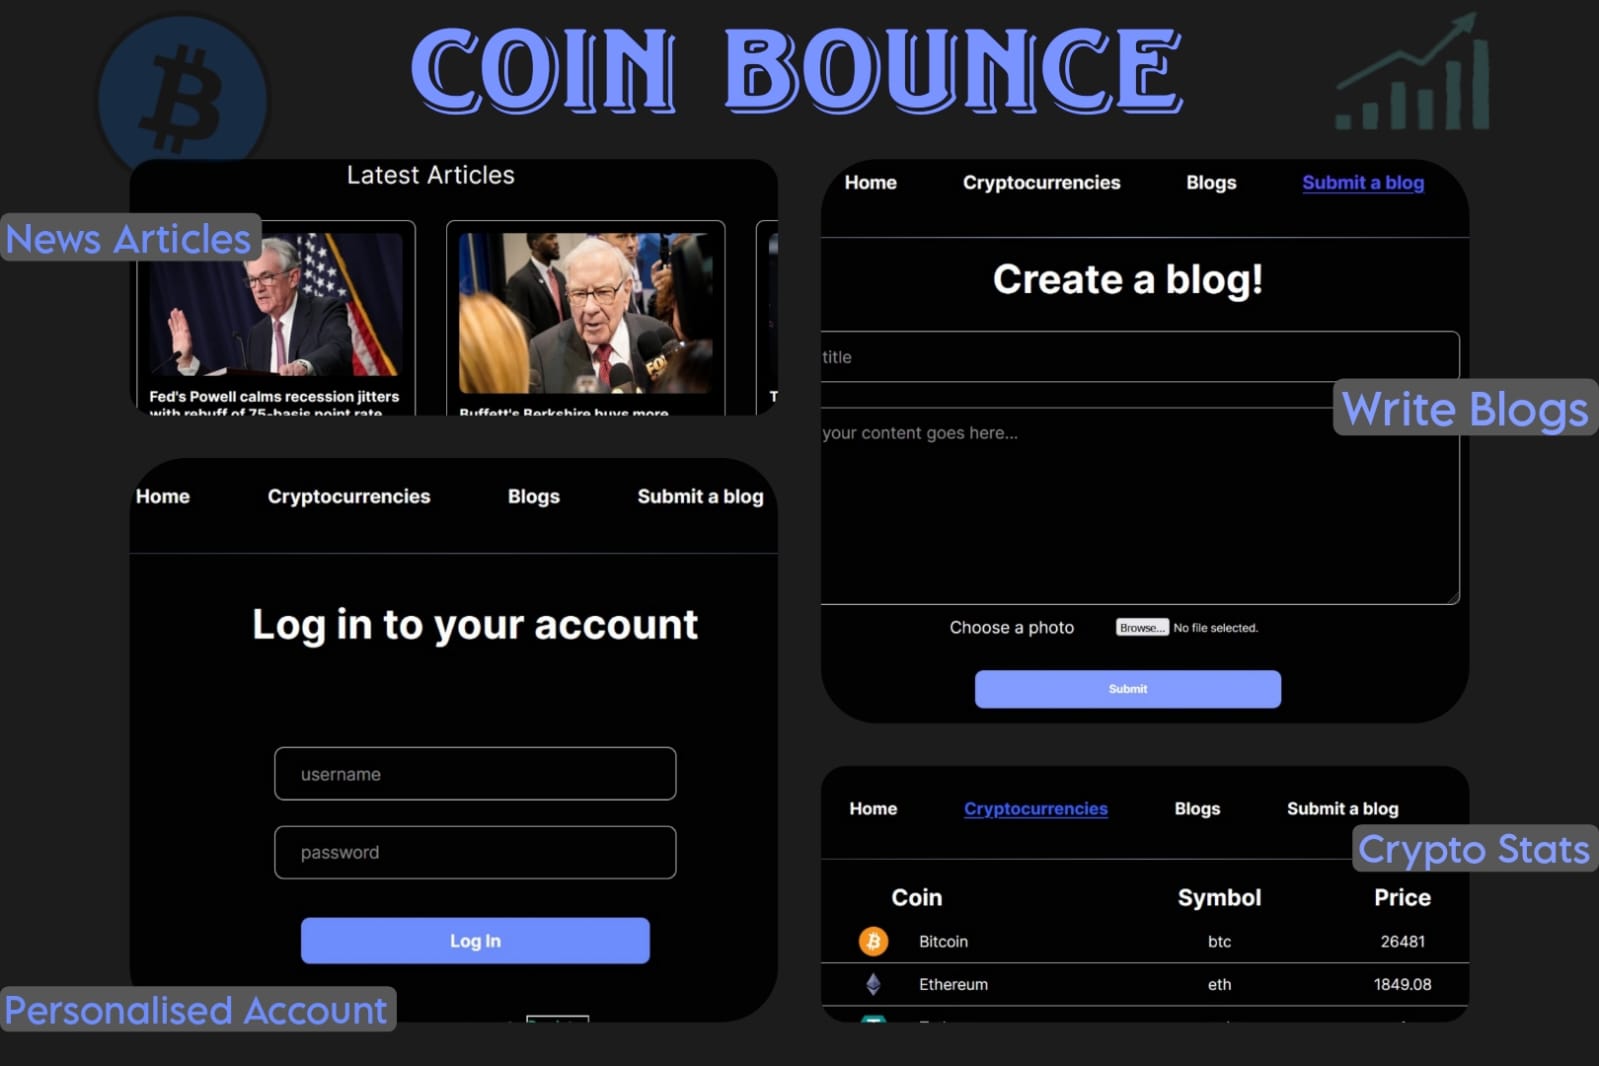 COIN BOUNCE
Latest Articles
News Articles
FOX
Fed's Powell calms recession jitters
with rebuff of 75-basis point rate
Buffett's Berkshire buys more
T
Home Cryptocurrencies Blogs Submit a blog
Log in to your account
username
password
Log In
Personalised Account
Home Cryptocurrencies Blogs Submit a blog
Create a blog!
title
Write Blogs
your content goes here...
Choose a photo Browse... No file selected.
Submit
Home Cryptocurrencies Blogs Submit a blog
Crypto Stats
Coin Symbol Price
Bitcoin btc 26481
Ethereum eth 1849.08